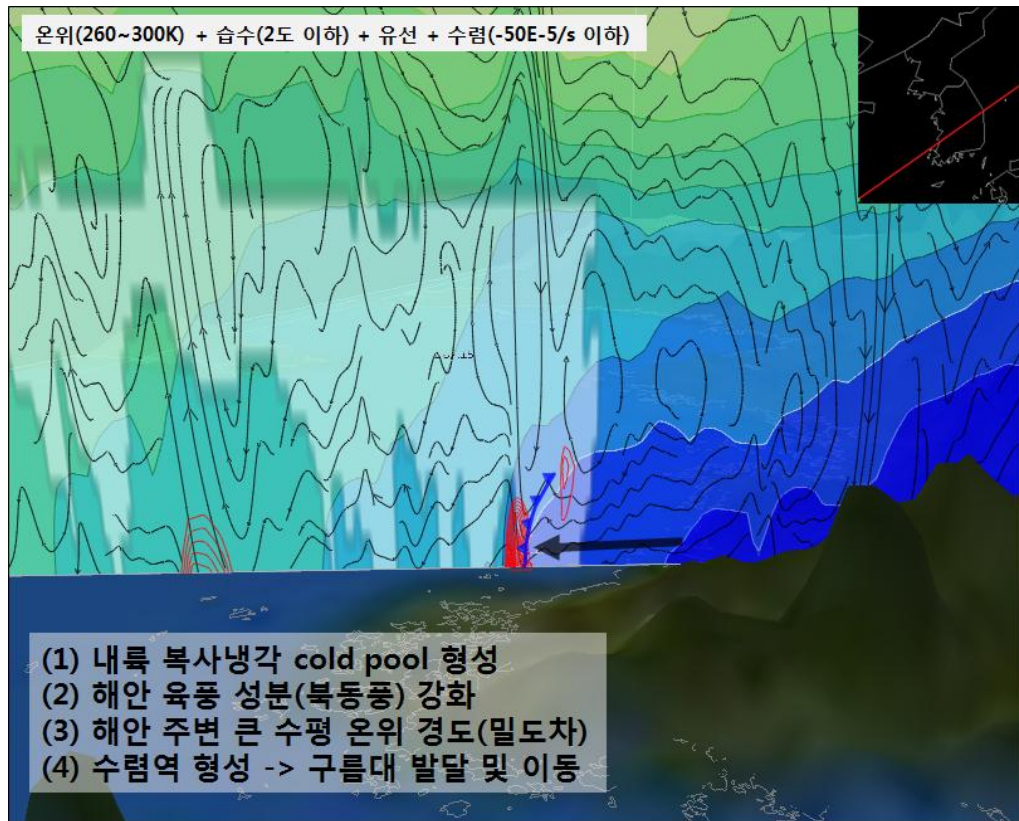 온위(260~300K) + 습수(2도 이하) + 유선 + 수렴(-50E-5/s 이하)
(1) 내륙 복사냉각 cold pool 형성
(2) 해안 육풍 성분(북동풍) 강화
(3) 해안 주변 큰 수평 온위 경도(밀도차)
(4) 수렴역 형성 -> 구름대 발달 및 이동